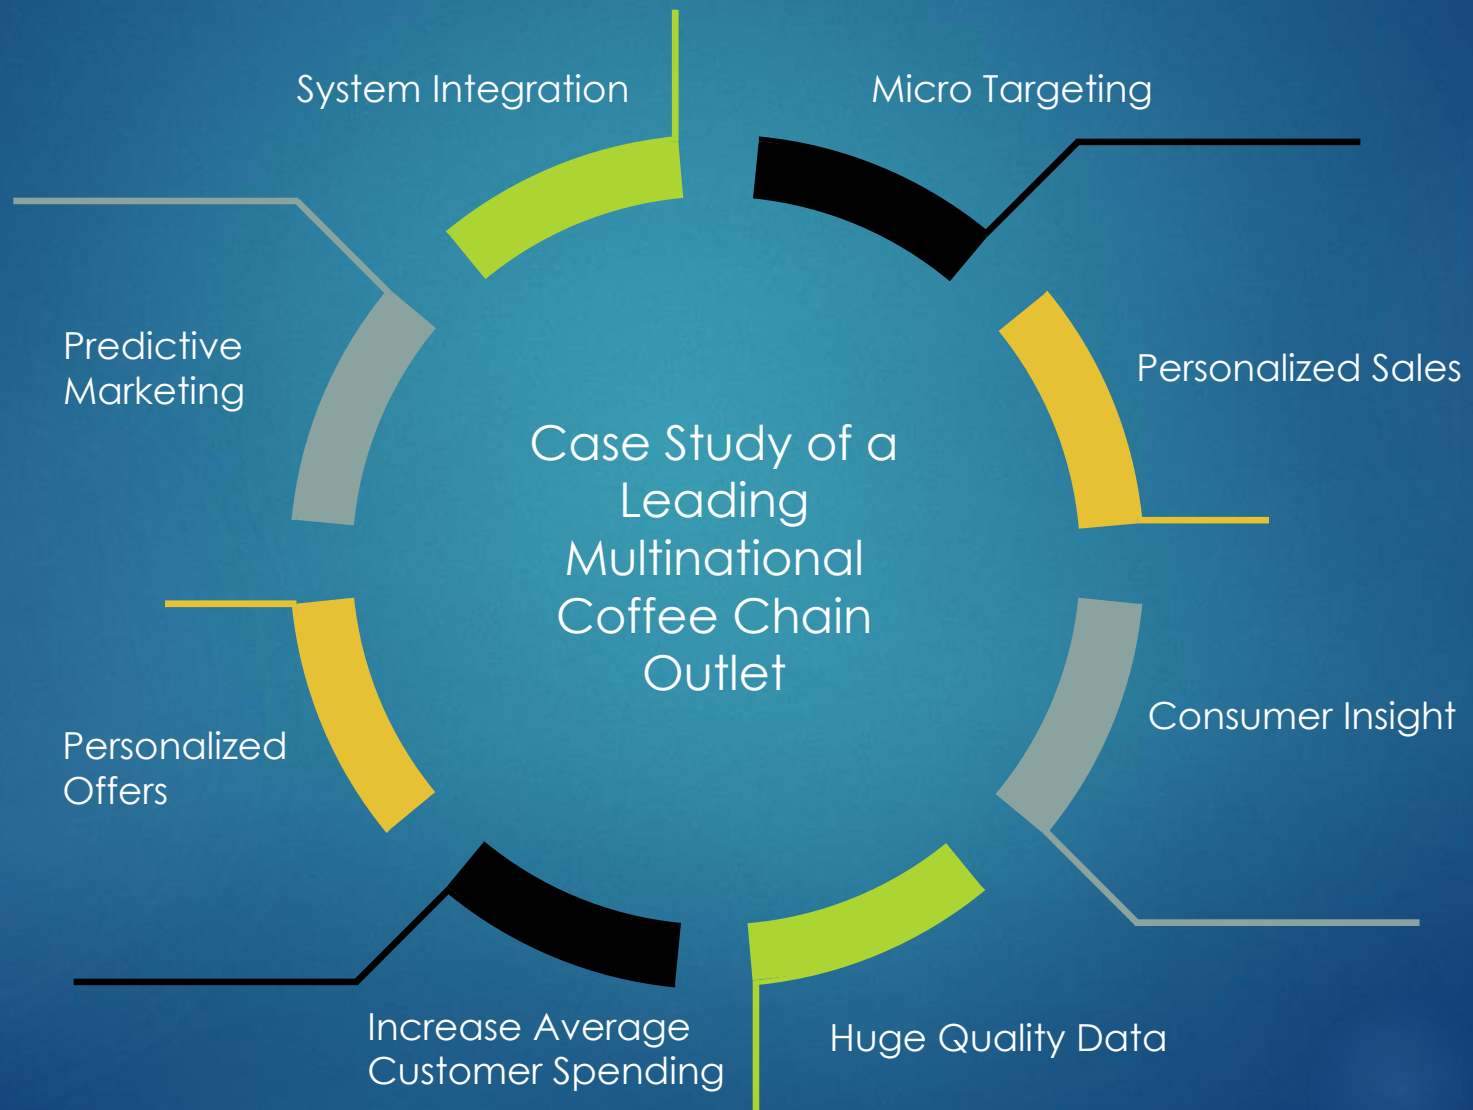 System Integration
Micro Targeting
Predictive
Marketing
Personalized Sales
Case Study of a
Leading
Multinational
Coffee Chain
Outlet
Personalized
Offers
Consumer Insight
Increase Average
Customer Spending
Huge Quality Data